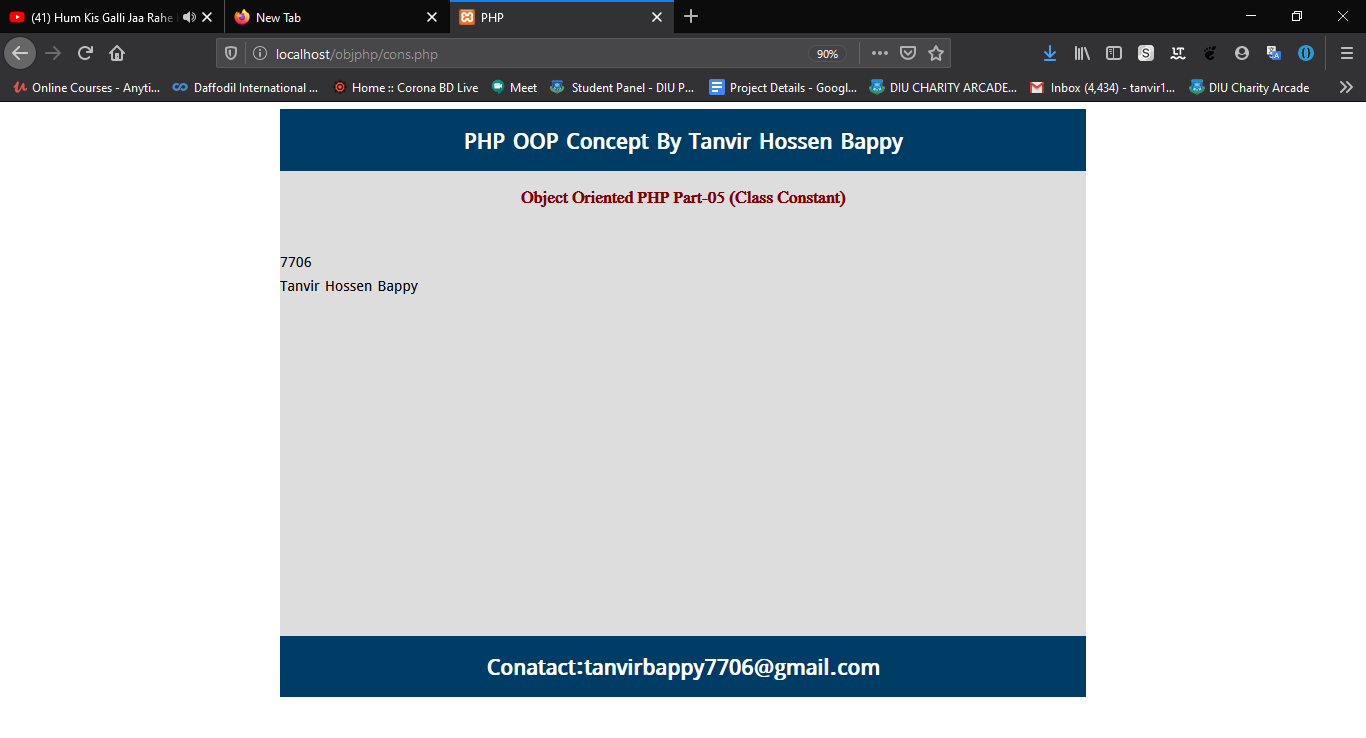 (41) Hum Kis Galli Jaa Rahe
New Tab
PHP
localhost/objphp/cons.php
90%
Online Courses - Anyti...
Daffodil International ...
Home :: Corona BD Live
Meet
Student Panel - DIU P...
Project Details - Googl...
DIU CHARITY ARCADE...
Inbox (4,434) - tanvir1...
DIU Charity Arcade
PHP OOP Concept By Tanvir Hossen Bappy
Object Oriented PHP Part-05 (Class Constant)
7706
Tanvir Hossen Bappy
Conatact:tanvirbappy7706@gmail.com